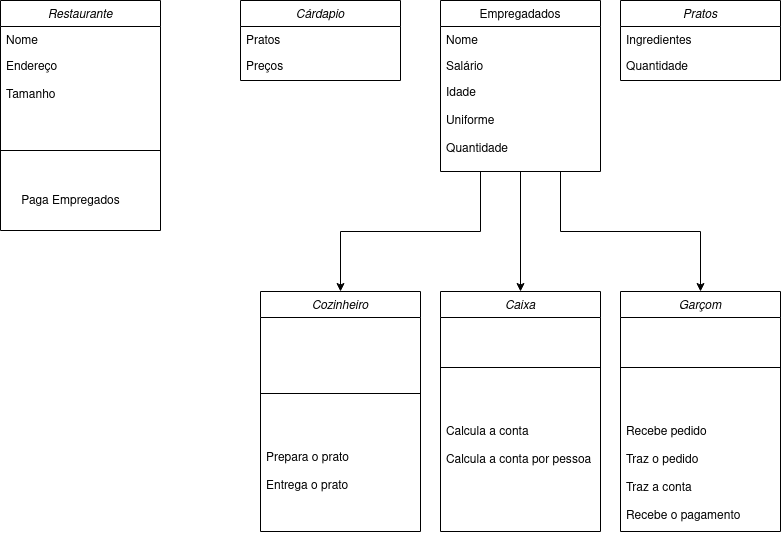 Restaurante
Nome
Endereço
Tamanho
Paga Empregados
Cárdapio
Pratos
Preços
Empregadados
Nome
Salário
Idade
Uniforme
Quantidade
Pratos
Ingredientes
Quantidade
Cozinheiro
Prepara o prato
Entrega o prato
Caixa
Calcula a conta
Calcula a conta por pessoa
Garçom
Recebe pedido
Traz o pedido
Traz a conta
Recebe o pagamento